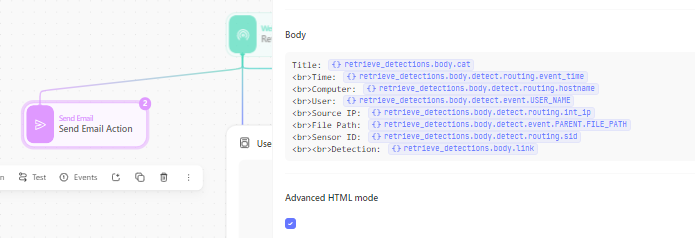 Send Email
Send Email Action
2
Test
Events
Use
Body
Title: {} retrieve_detections.body.cat
<br>Time: {} retrieve_detections.body.detect.routing.event_time
<br>Computer: {} retrieve_detections.body.detect.routing.hostname
<br>User: {} retrieve_detections.body.detect.event.USER_NAME
<br>Source IP: {} retrieve_detections.body.detect.routing.int_ip
<br>File Path: {} retrieve_detections.body.detect.event.PARENT.FILE_PATH
<br>Sensor ID: {} retrieve_detections.body.detect.routing.sid
<br><br>Detection: {} retrieve_detections.body.link
Advanced HTML mode